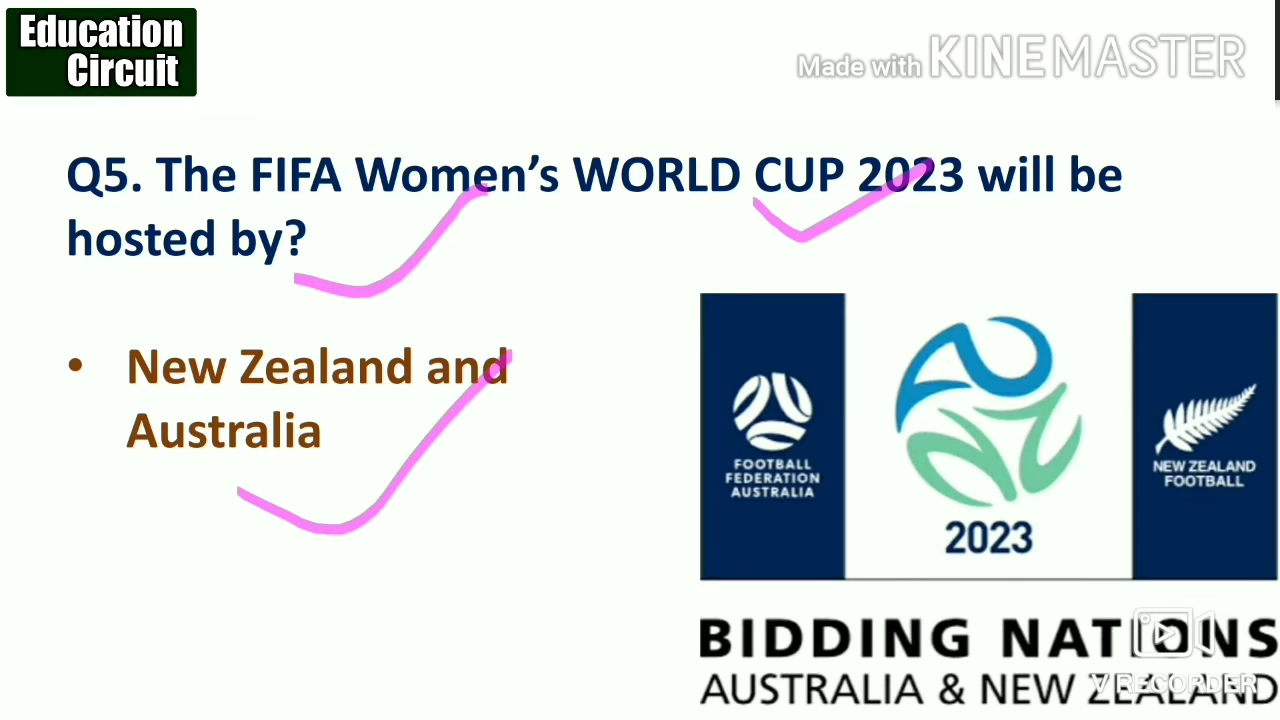 Education
Circuit
Made with KINEMASTER
Q5. The FIFA Women’s WORLD CUP 2023 will be
hosted by?
• New Zealand and
Australia
FOOTBALL
FEDERATION
AUSTRALIA
2023
NEW ZEALAND
FOOTBALL
BIDDING NATIONS
AUSTRALIA & NEW ZEALAND
V RECORDER